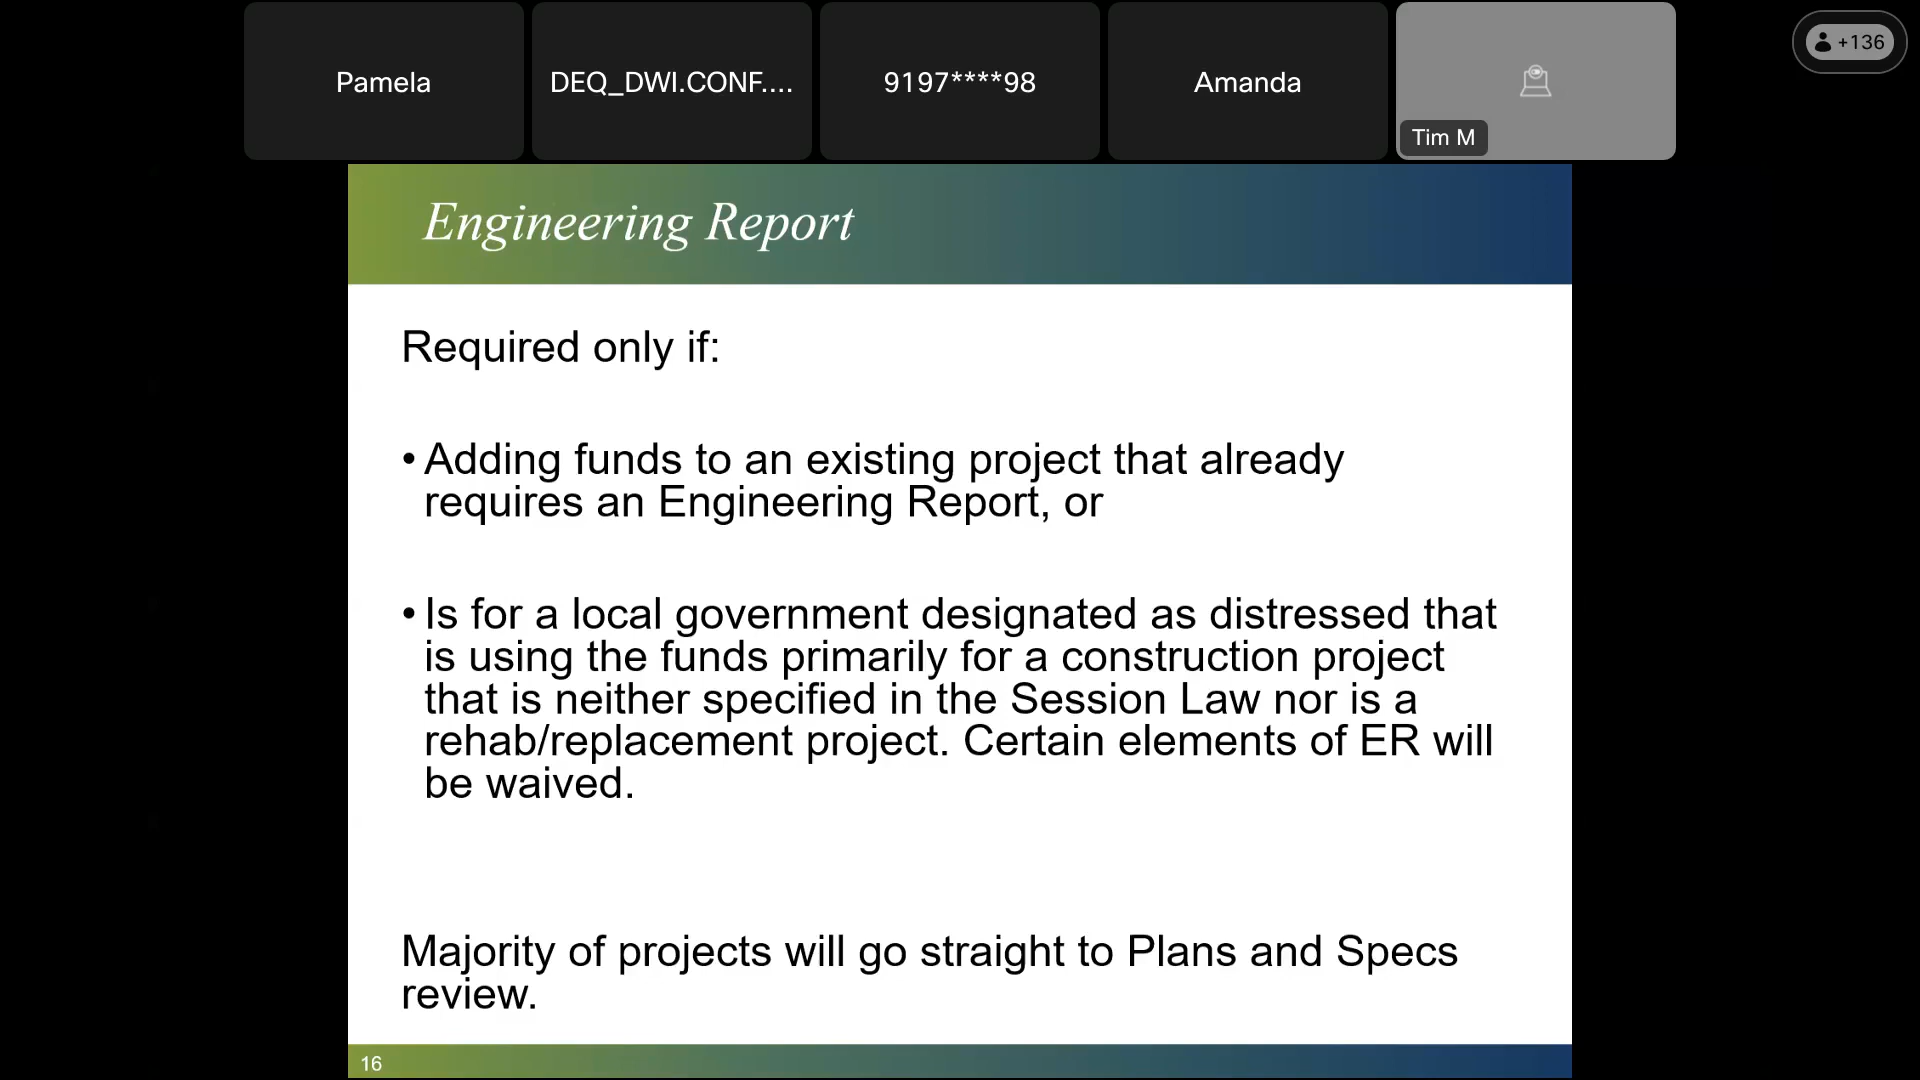 Pamela
DEQ_DWI.CONF....
9197****98
Amanda
Tim M
+136
Engineering Report
Required only if:
• Adding funds to an existing project that already
requires an Engineering Report, or
• Is for a local government designated as distressed that
is using the funds primarily for a construction project
that is neither specified in the Session Law nor is a
rehab/replacement project. Certain elements of ER will
be waived.
Majority of projects will go straight to Plans and Specs
review.
16